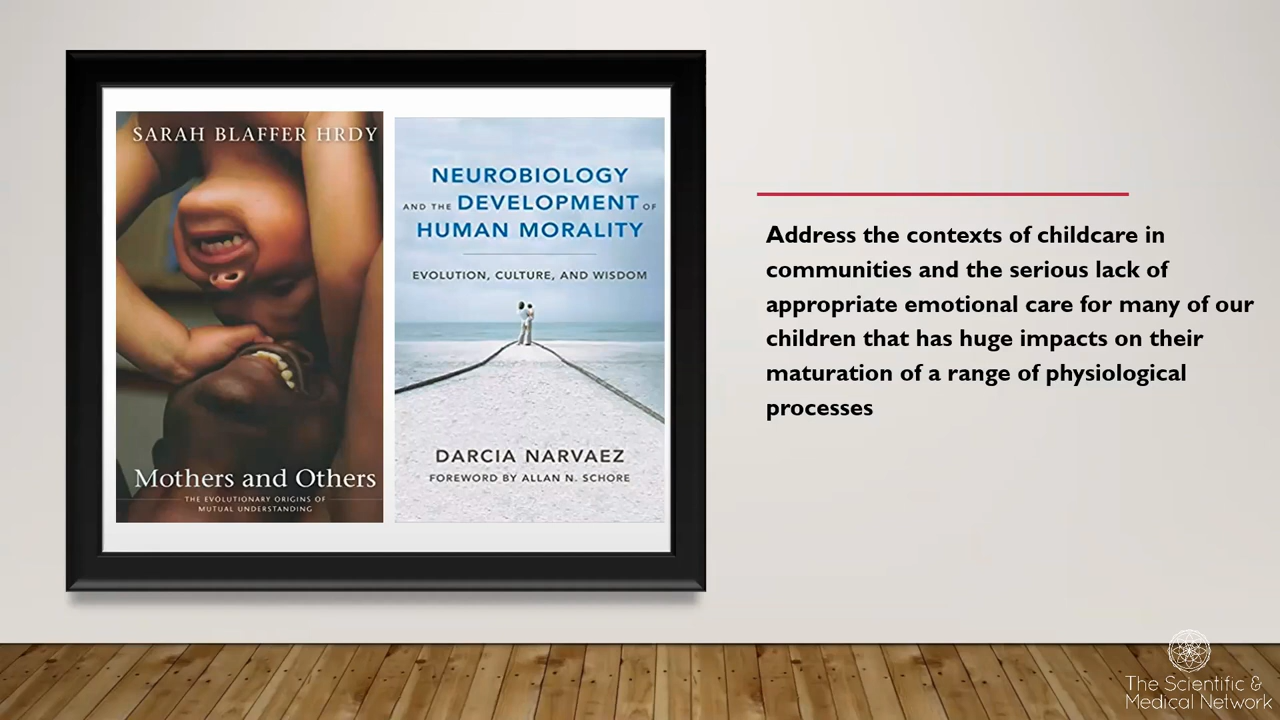 SARAH BLAFFER HRDY
Mothers and Others
THE EVOLUTIONARY ORIGINS OF
MUTUAL UNDERSTANDING
NEUROBIOLOGY
AND THE DEVELOPMENT OF
HUMAN MORALITY
EVOLUTION, CULTURE, AND WISDOM
DARCIA NARVAEZ
FOREWORD BY ALLAN N. SCHORE
Address the contexts of childcare in
communities and the serious lack of
appropriate emotional care for many of our
children that has huge impacts on their
maturation of a range of physiological
processes
The Scientific &
Medical Network